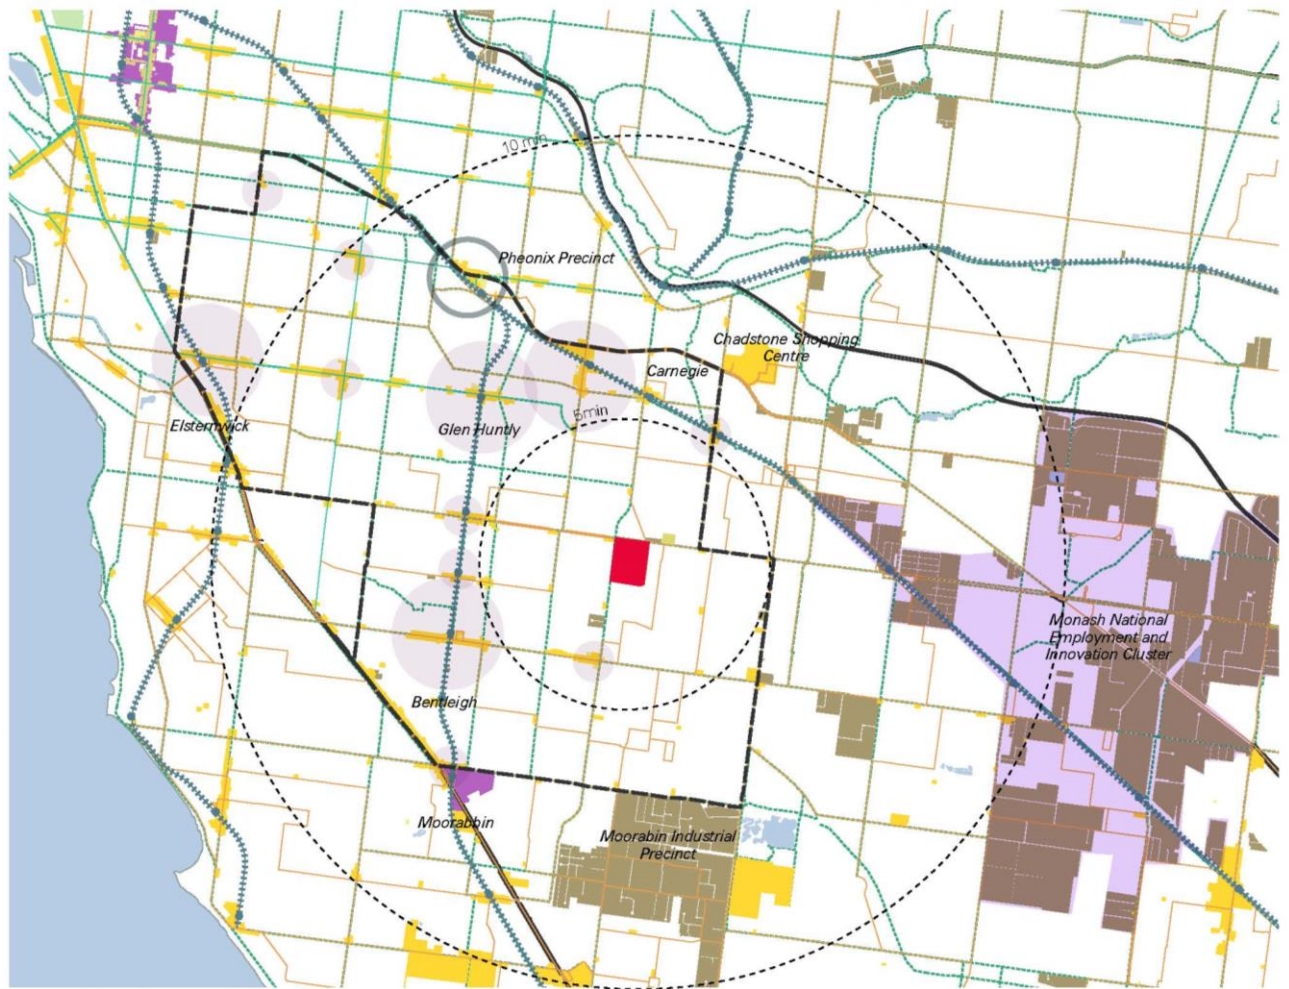 10 min
Pheonix Precinct
Chadstone Shopping
Centre
Carnegie
5min
Elsternwick
Glen Huntly
Monash National
Employment and
Innovation Cluster
Bentleigh
Moorabbin
Moorabin Industrial
Precinct